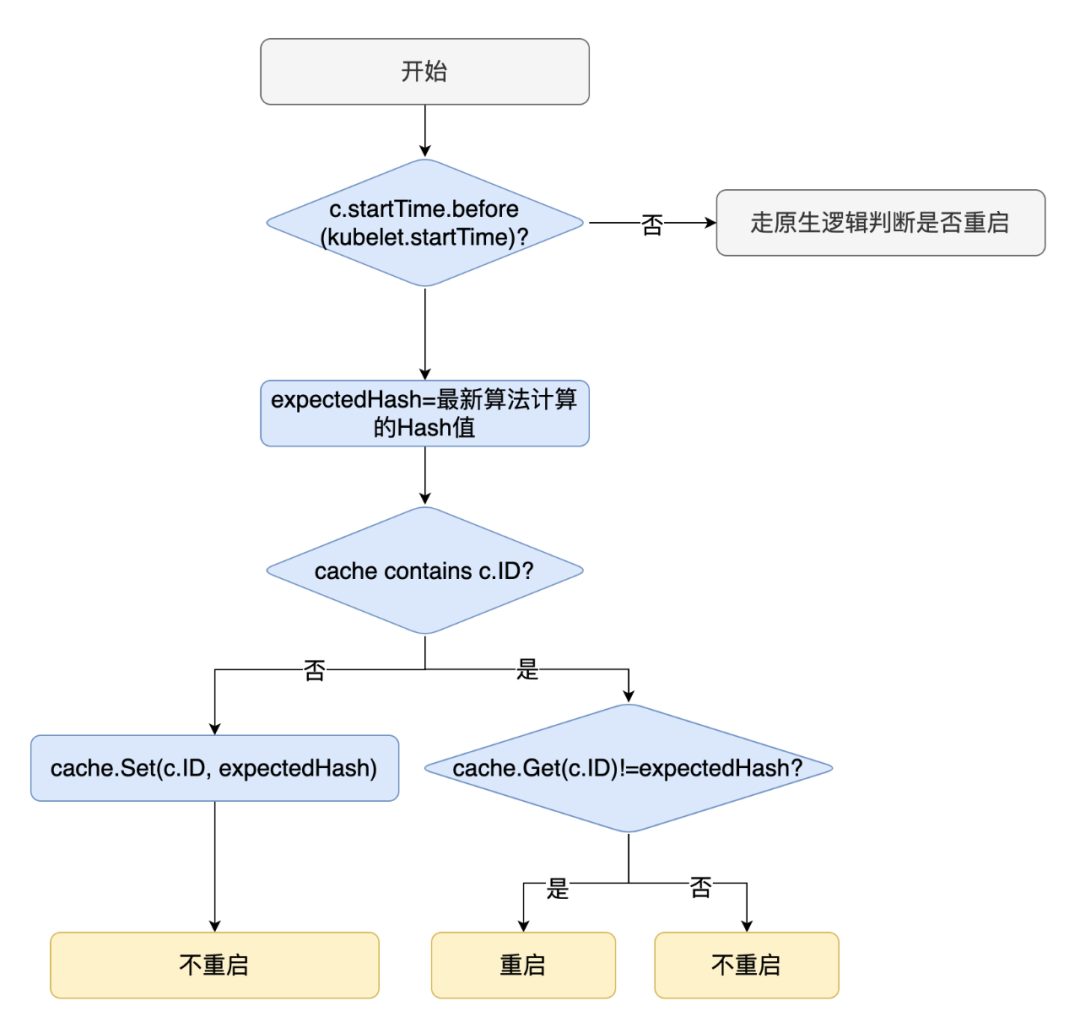 开始
c.startTime.before
(kubelet.startTime)?
否
走原生逻辑判断是否重启
expectedHash=最新算法计算
的Hash值
cache contains c.ID?
否
是
cache.Set(c.ID, expectedHash)
cache.Get(c.ID)!=expectedHash?
是
否
不重启
重启
不重启